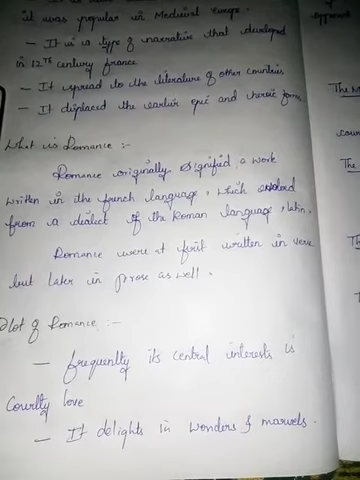 it was popular in Medieval Europe.
- It is a type of narrative that developed
in 12th century france
- It spread to the literature of other countries
- It displaced the earlier epic and heroic forms
What is Romance :-
Romance originally signified a work
written in the french language, which evolved
from a dialect of the Roman language, latin.
Romance were at first written in verse
but later in prose as well.
Plot of Romance :-
- frequently its central interests is
Courtly love
- It delights in wonders & marvels.
The
cour
The
Th